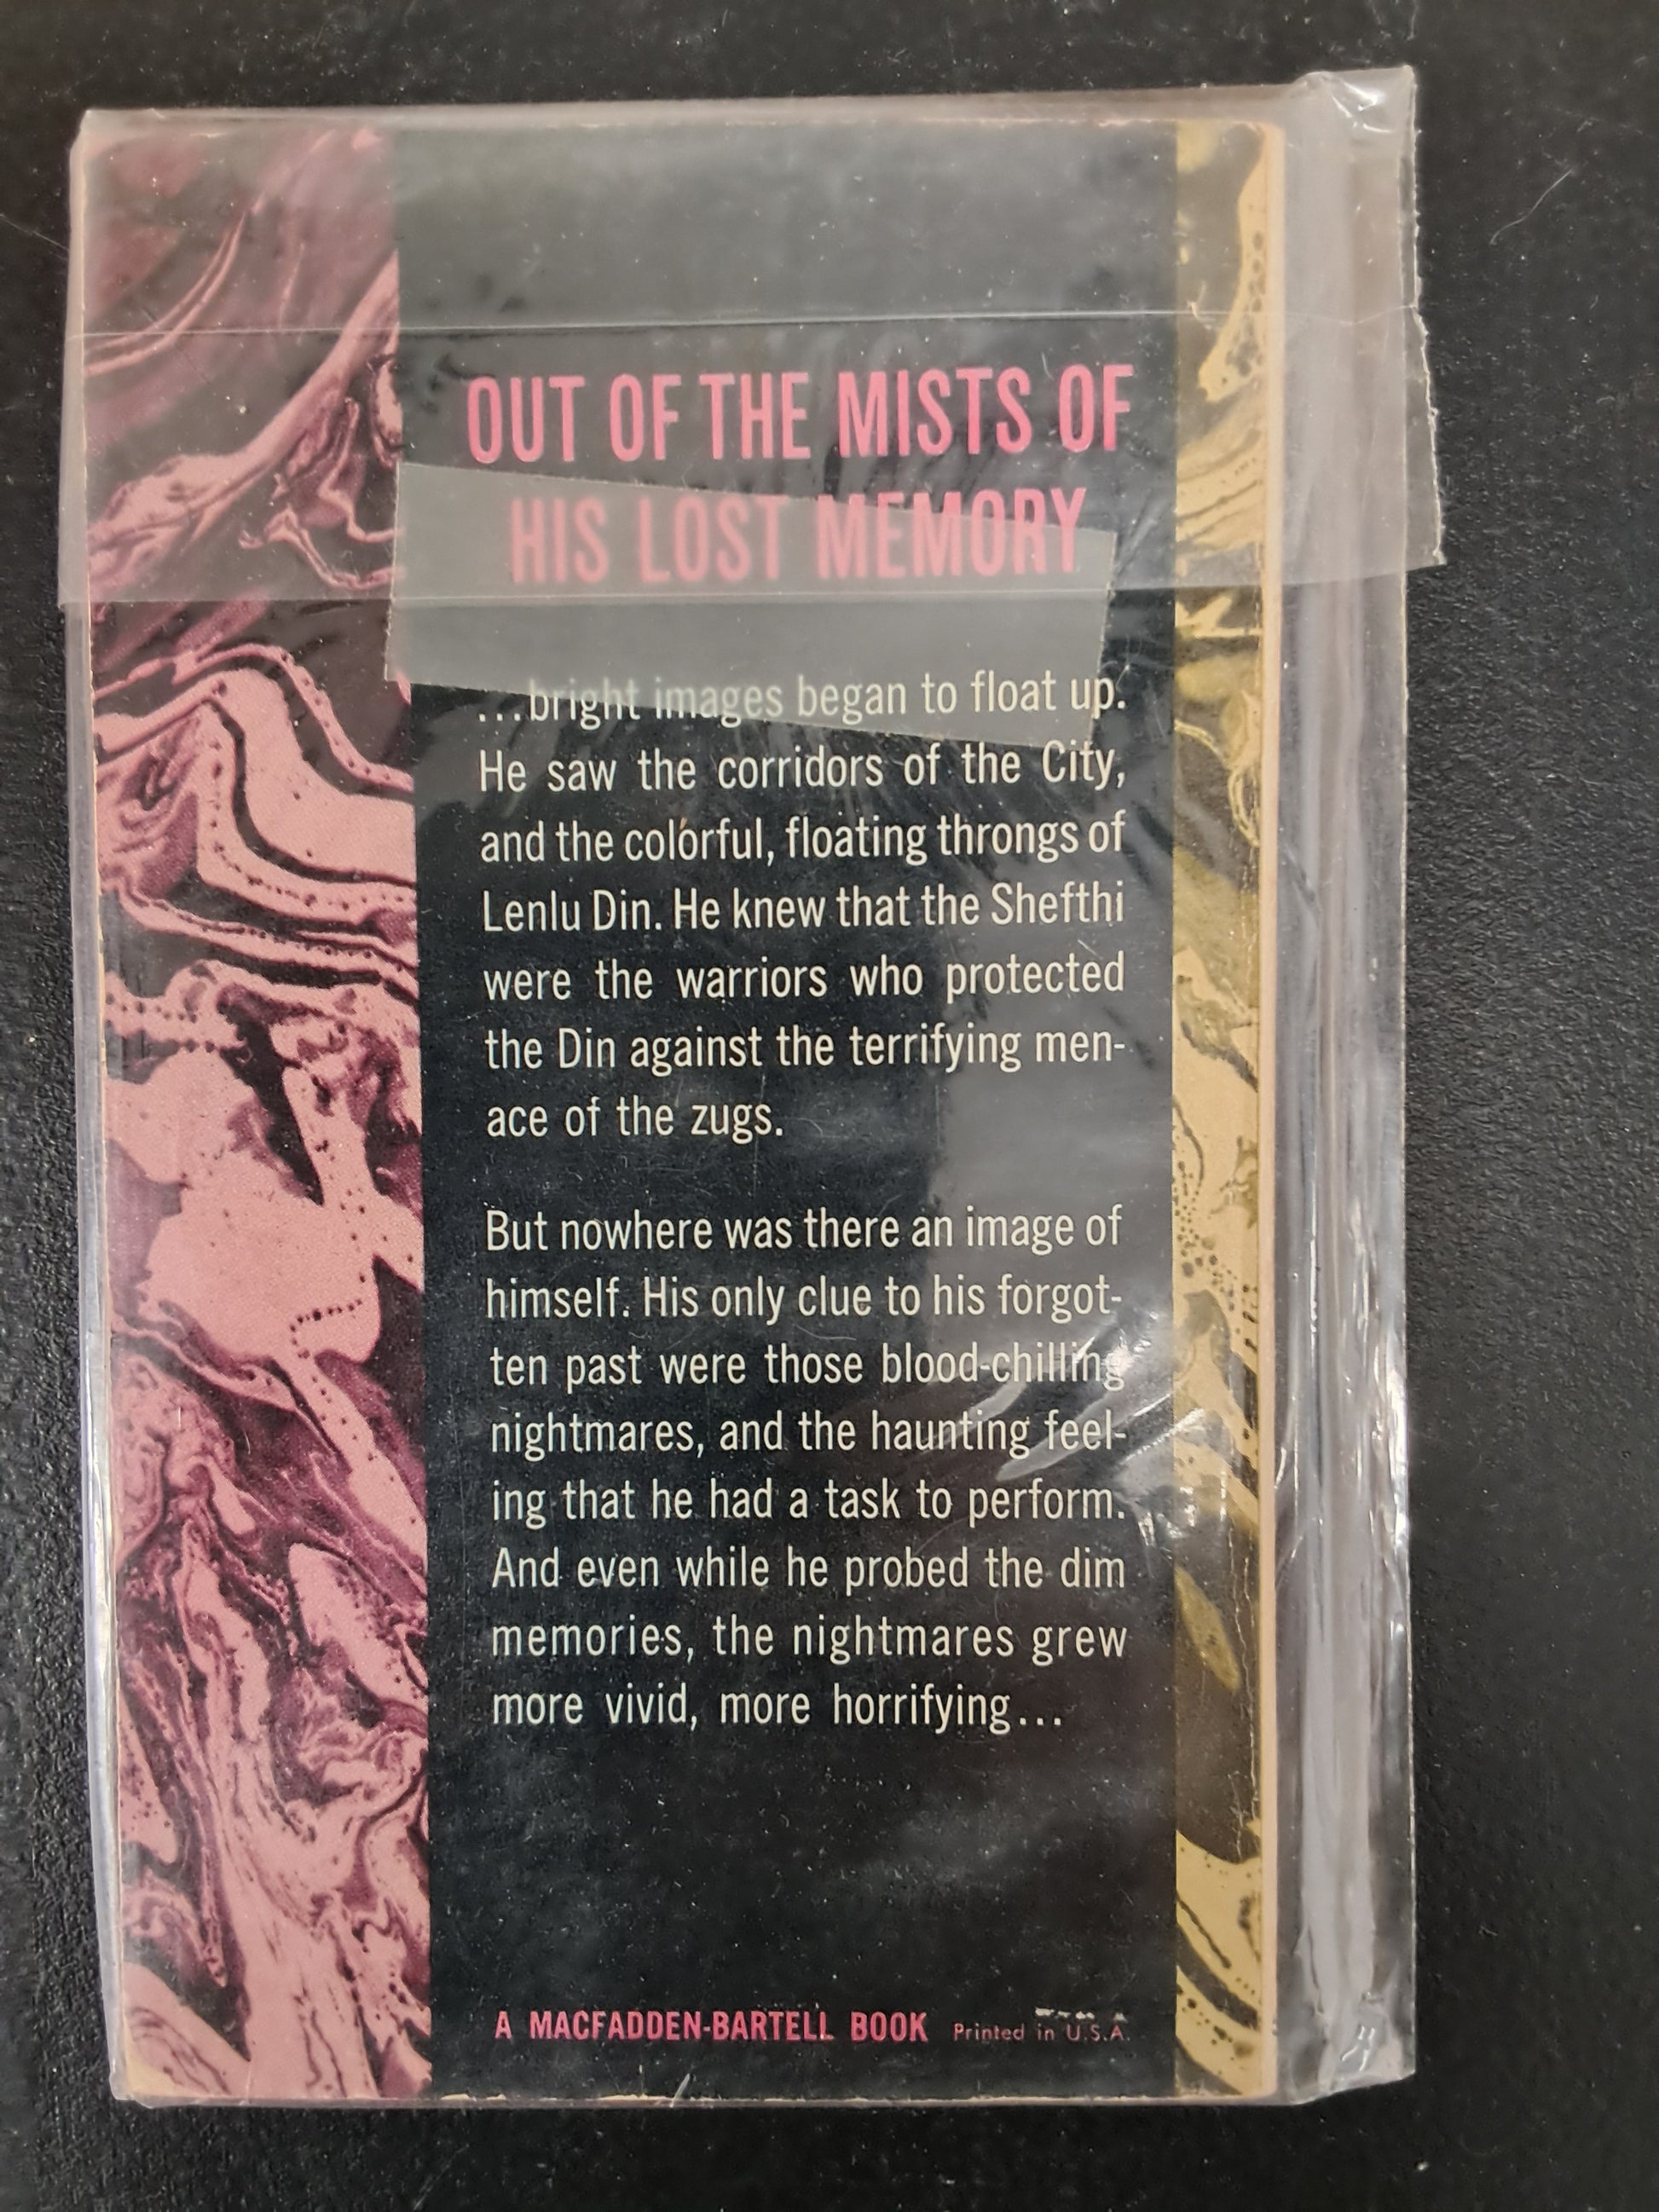 OUT OF THE MISTS OF
HIS LOST MEMORY
...bright images began to float up.
He saw the corridors of the City,
and the colorful, floating throngs of
Lenlu Din. He knew that the Shefthi
were the warriors who protected
the Din against the terrifying men-
ace of the zugs.
But nowhere was there an image of
himself. His only clue to his forgot-
ten past were those blood-chilling
nightmares, and the haunting feel-
ing that he had a task to perform.
And even while he probed the dim
memories, the nightmares grew
more vivid, more horrifying...
A MACFADDEN-BARTELL BOOK Printed in U.S.A.